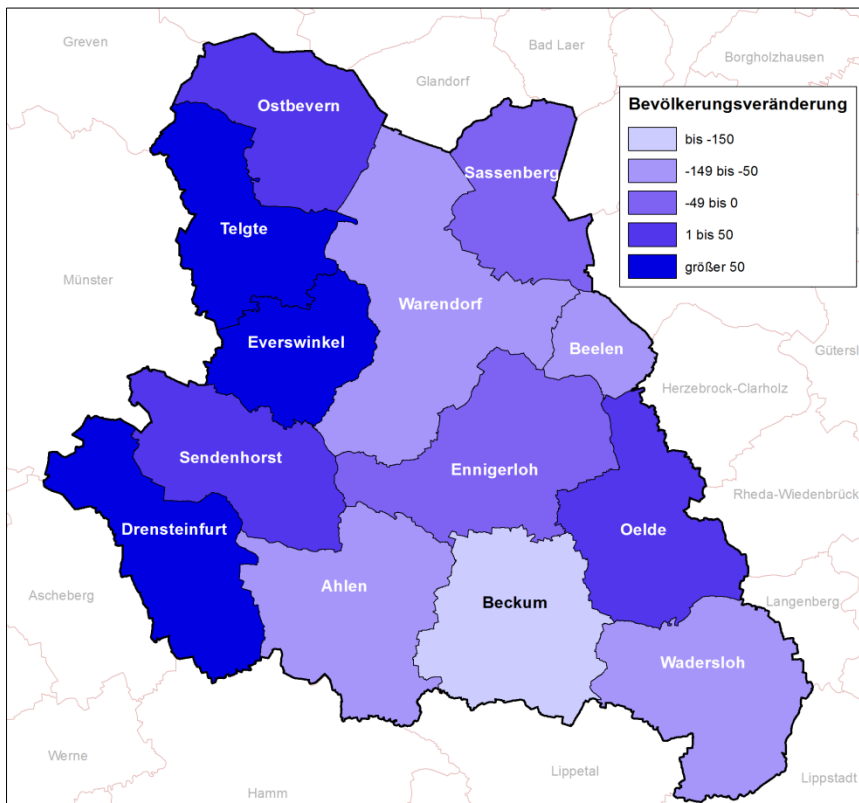 Greven
Bad Laer
Borgholzhausen
Glandorf
Bevölkerungsveränderung
bis -150
-149 bis -50
-49 bis 0
1 bis 50
größer 50
Ostbevern
Sassenberg
Telgte
Münster
Warendorf
Everswinkel
Beelen
Gütersl
Herzebrock-Clarholz
Sendenhorst
Ennigerloh
Rheda-Wiedenbrück
Drensteinfurt
Oelde
Ahlen
Ascheberg
Beckum
Langenberg
Wadersloh
Werne
Lippetal
Lippstadt
Hamm